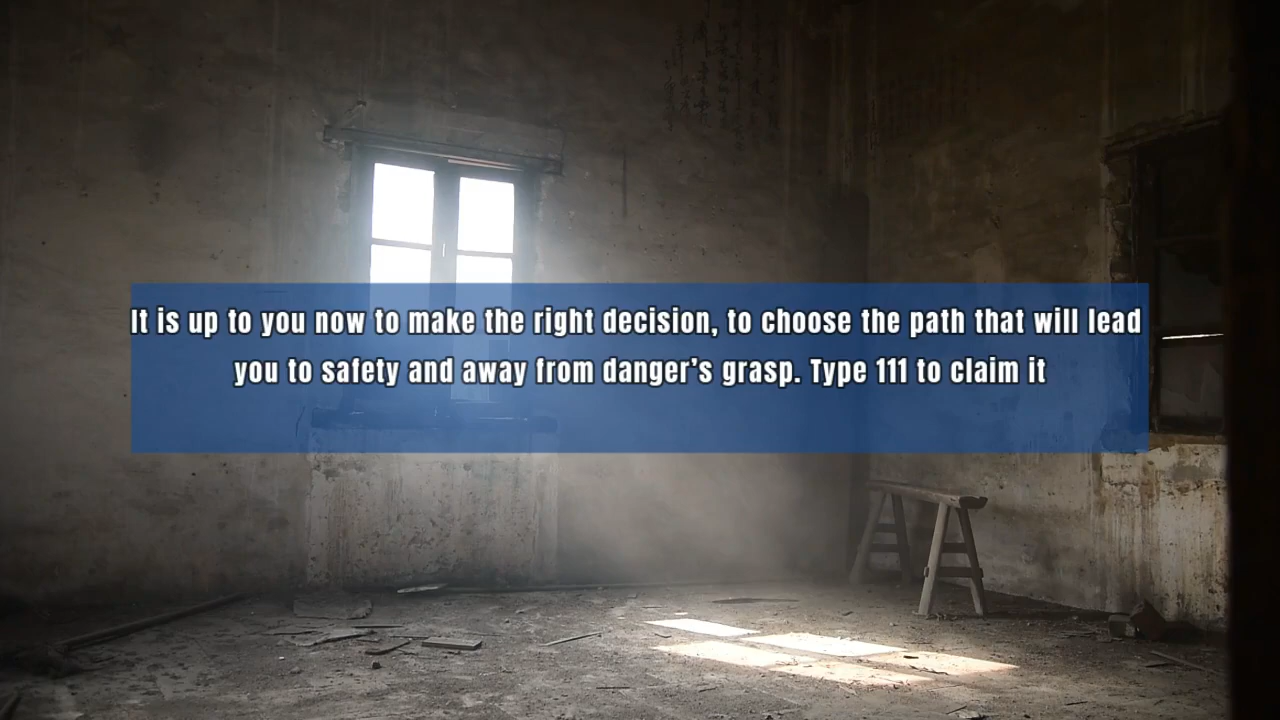 It is up to you now to make the right decision, to choose the path that will lead
you to safety and away from danger’s grasp. Type 111 to claim it